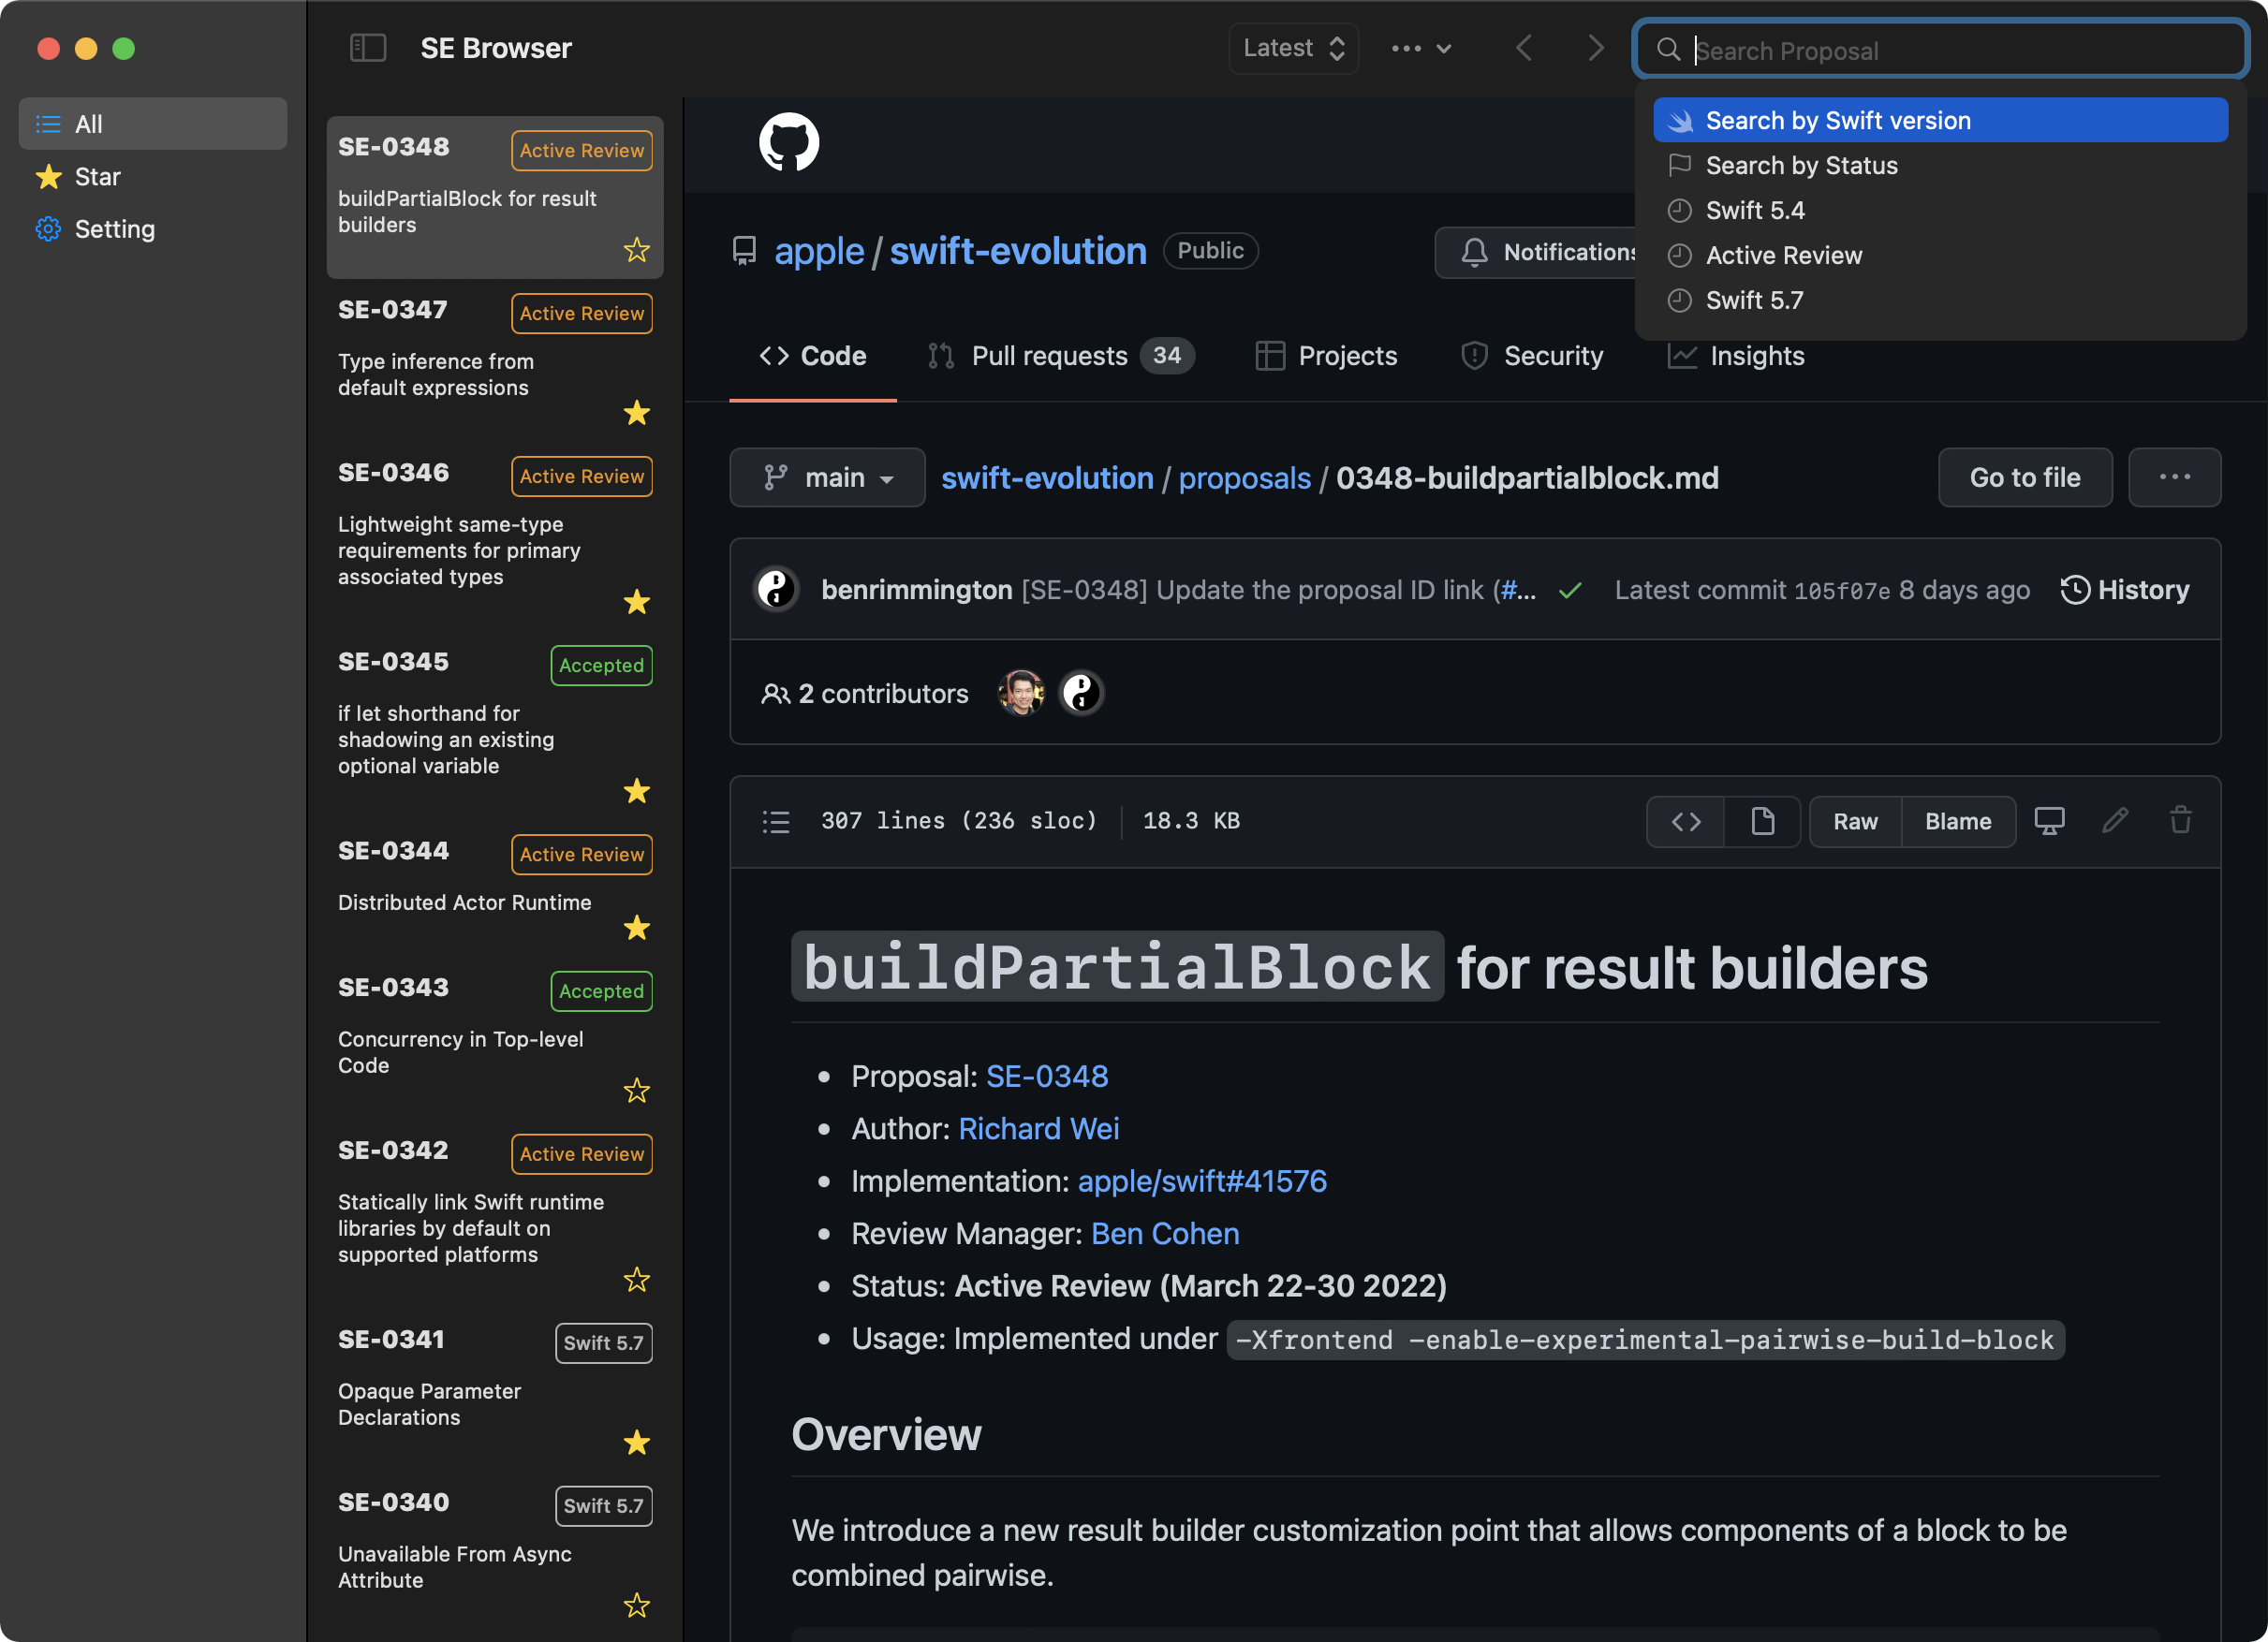 SE Browser
Latest
Search Proposal
All
Star
Setting
Search by Swift version
Search by Status
Swift 5.4
Active Review
Swift 5.7
SE-0348
Active Review
buildPartialBlock for result
builders
SE-0347
Active Review
Type inference from
default expressions
SE-0346
Active Review
Lightweight same-type
requirements for primary
associated types
SE-0345
Accepted
if let shorthand for
shadowing an existing
optional variable
SE-0344
Active Review
Distributed Actor Runtime
SE-0343
Accepted
Concurrency in Top-level
Code
SE-0342
Active Review
Statically link Swift runtime
libraries by default on
supported platforms
SE-0341
Swift 5.7
Opaque Parameter
Declarations
SE-0340
Swift 5.7
Unavailable From Async
Attribute
apple / swift-evolution Public
Notifications
Code Pull requests 34 Projects Security Insights
main swift-evolution / proposals / 0348-buildpartialblock.md Go to file ...
benrimmington [SE-0348] Update the proposal ID link (#... Latest commit 105f07e 8 days ago History
2 contributors
307 lines (236 sloc) 18.3 KB Raw Blame
buildPartialBlock for result builders
• Proposal: SE-0348
• Author: Richard Wei
• Implementation: apple/swift#41576
• Review Manager: Ben Cohen
• Status: Active Review (March 22-30 2022)
• Usage: Implemented under -Xfrontend -enable-experimental-pairwise-build-block
Overview
We introduce a new result builder customization point that allows components of a block to be
combined pairwise.